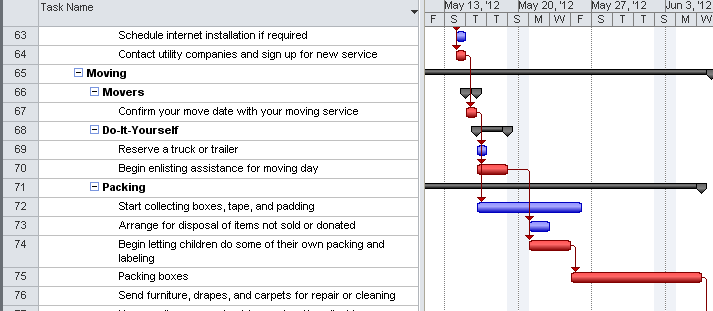 Task Name
May 13, '12 May 20, '12 May 27, '12 Jun 3, '12
F S T T S M W F S T T S M W
63 Schedule internet installation if required
64 Contact utility companies and sign up for new service
65 Moving
66 Movers
67 Confirm your move date with your moving service
68 Do-It-Yourself
69 Reserve a truck or trailer
70 Begin enlisting assistance for moving day
71 Packing
72 Start collecting boxes, tape, and padding
73 Arrange for disposal of items not sold or donated
74 Begin letting children do some of their own packing and
labeling
75 Packing boxes
76 Send furniture, drapes, and carpets for repair or cleaning